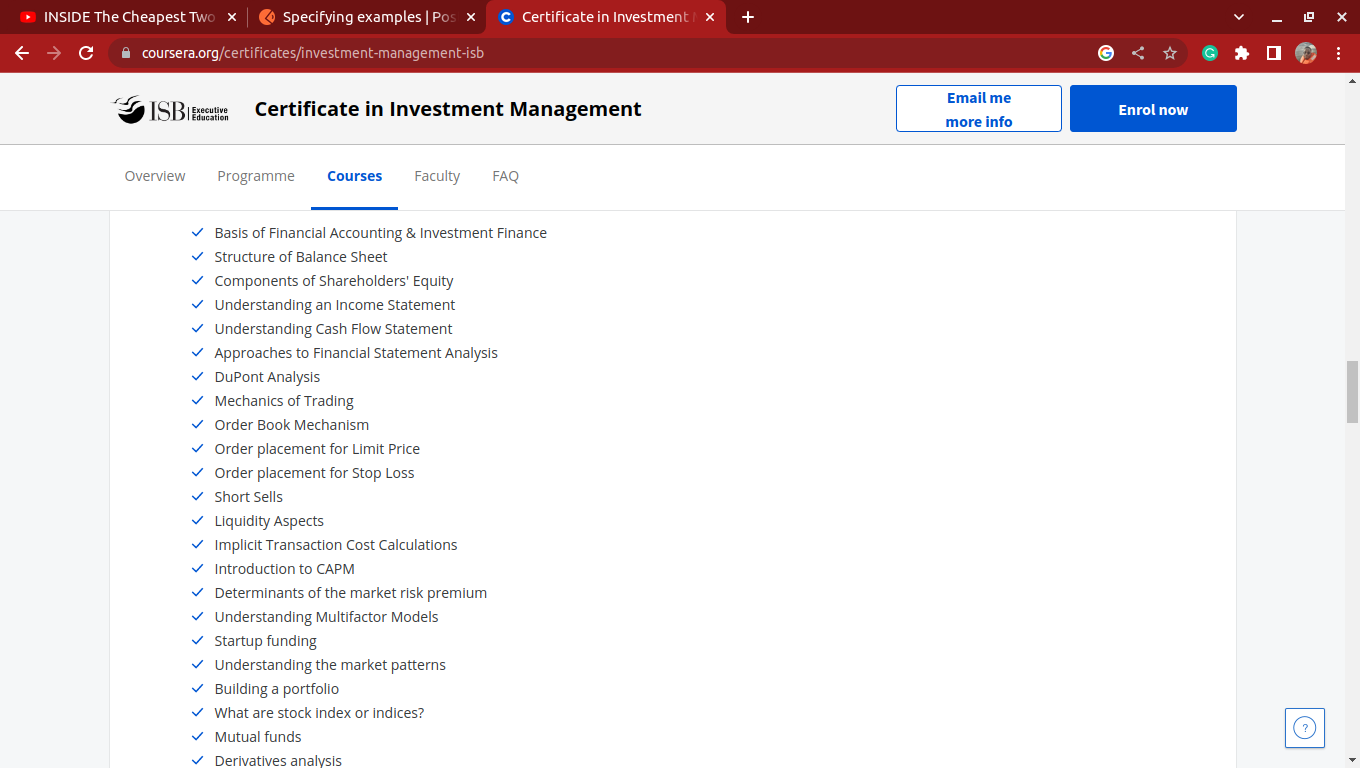 INSIDE The Cheapest Two
Specifying examples | Pos
Certificate in Investment
coursera.org/certificates/investment-management-isb
ISB Executive Education
Certificate in Investment Management
Email me
more info
Enrol now
Overview
Programme
Courses
Faculty
FAQ
Basis of Financial Accounting & Investment Finance
Structure of Balance Sheet
Components of Shareholders' Equity
Understanding an Income Statement
Understanding Cash Flow Statement
Approaches to Financial Statement Analysis
DuPont Analysis
Mechanics of Trading
Order Book Mechanism
Order placement for Limit Price
Order placement for Stop Loss
Short Sells
Liquidity Aspects
Implicit Transaction Cost Calculations
Introduction to CAPM
Determinants of the market risk premium
Understanding Multifactor Models
Startup funding
Understanding the market patterns
Building a portfolio
What are stock index or indices?
Mutual funds
Derivatives analysis